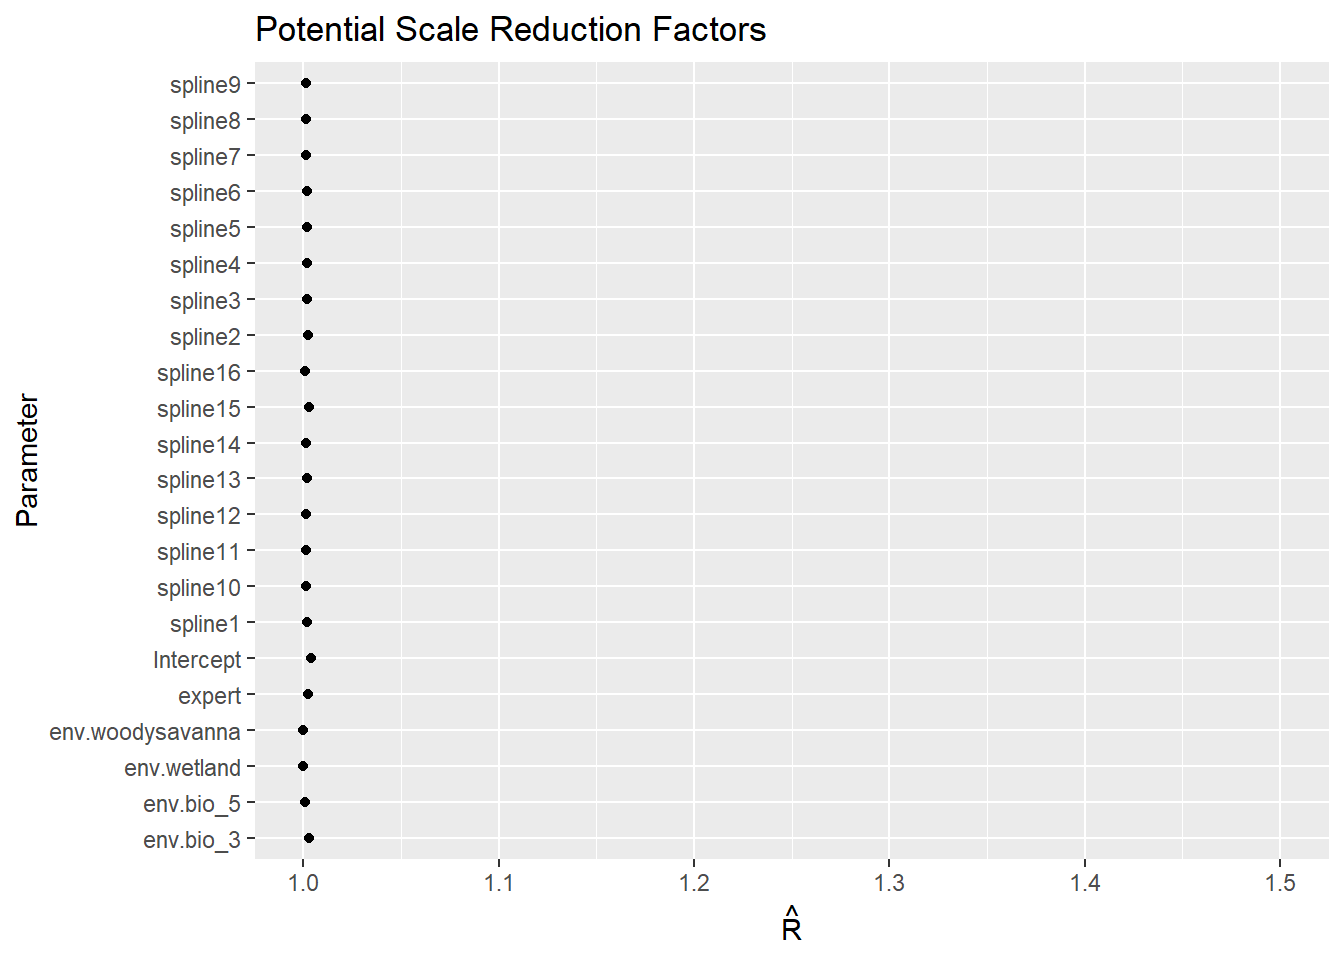 Potential Scale Reduction Factors
spline9
spline8
spline7
spline6
spline5
spline4
spline3
spline2
spline16
spline15
spline14
spline13
spline12
spline11
spline10
spline1
Intercept
expert
env.woodysavanna
env.wetland
env.bio_5
env.bio_3
Parameter
1.0 1.1 1.2 1.3 1.4 1.5
R̂